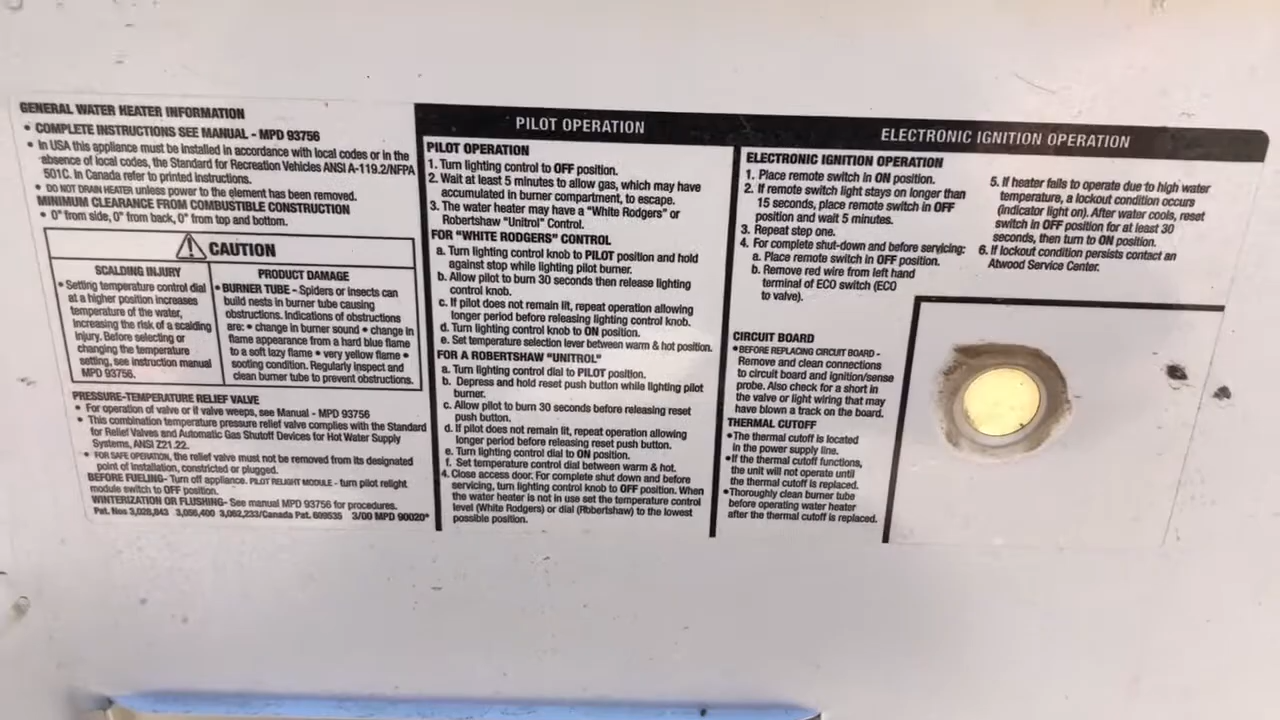 GENERAL WATER HEATER INFORMATION
• COMPLETE INSTRUCTIONS SEE MANUAL - MPD 93756
• In USA this appliance must be installed in accordance with local codes or in the
absence of local codes, the Standard for Recreation Vehicles ANSI A-119.2/NFPA
501C. In Canada refer to printed instructions.
• DO NOT DRAIN HEATER unless power to the element has been removed.
MINIMUM CLEARANCE FROM COMBUSTIBLE CONSTRUCTION
• 0" from side, 0" from back, 0" from top and bottom.
CAUTION
SCALDING INJURY
• Setting temperature control dial
at a higher position increases
temperature of the water,
increasing the risk of a scalding
injury. Before selecting or
changing the temperature
setting, see instruction manual
MPD 93756.
PRODUCT DAMAGE
• BURNER TUBE - Spiders or insects can
build nests in burner tube causing
obstructions. Indications of obstructions
are: • change in burner sound • change in
flame appearance from a hard blue flame
to a soft lazy flame • very yellow flame •
sooting condition. Regularly inspect and
clean burner tube to prevent obstructions.
PRESSURE-TEMPERATURE RELIEF VALVE
• For operation of valve or if valve weeps, see Manual - MPD 93756
• This combination temperature pressure relief valve complies with the Standard
for Relief Valves and Automatic Gas Shutoff Devices for Hot Water Supply
Systems, ANSI Z21.22.
• FOR SAFE OPERATION, the relief valve must not be removed from its designated
point of installation, constricted or plugged.
BEFORE FUELING- Turn off appliance. PILOT RELIGHT MODULE - turn pilot relight
module switch to OFF position.
WINTERIZATION OR FLUSHING- See manual MPD 93756 for procedures.
Pat. Nos 3,028,843 3,056,400 3,062,233/Canada Pat. 609535 3/00 MPD 90020*
PILOT OPERATION
PILOT OPERATION
1. Turn lighting control to OFF position.
2. Wait at least 5 minutes to allow gas, which may have
accumulated in burner compartment, to escape.
3. The water heater may have a "White Rodgers" or
Robertshaw "Unitrol" Control.
FOR "WHITE RODGERS" CONTROL
a. Turn lighting control knob to PILOT position and hold
against stop while lighting pilot burner.
b. Allow pilot to burn 30 seconds then release lighting
control knob.
c. If pilot does not remain lit, repeat operation allowing
longer period before releasing lighting control knob.
d. Turn lighting control knob to ON position.
e. Set temperature selection lever between warm & hot position.
FOR A ROBERTSHAW "UNITROL"
a. Turn lighting control dial to PILOT position.
b. Depress and hold reset push button while lighting pilot
burner.
c. Allow pilot to burn 30 seconds before releasing reset
push button.
d. If pilot does not remain lit, repeat operation allowing
longer period before releasing reset push button.
e. Turn lighting control dial to ON position.
f. Set temperature control dial between warm & hot.
4. Close access door. For complete shut down and before
servicing, turn lighting control knob to OFF position. When
the water heater is not in use set the temperature control
level (White Rodgers) or dial (Robertshaw) to the lowest
possible position.
ELECTRONIC IGNITION OPERATION
ELECTRONIC IGNITION OPERATION
1. Place remote switch in ON position.
2. If remote switch light stays on longer than
15 seconds, place remote switch in OFF
position and wait 5 minutes.
3. Repeat step one.
4. For complete shut-down and before servicing:
a. Place remote switch in OFF position.
b. Remove red wire from left hand
terminal of ECO switch (ECO
to valve).
5. If heater fails to operate due to high water
temperature, a lockout condition occurs
(indicator light on). After water cools, reset
switch in OFF position for at least 30
seconds, then turn to ON position.
6. If lockout condition persists contact an
Atwood Service Center.
CIRCUIT BOARD
• BEFORE REPLACING CIRCUIT BOARD -
Remove and clean connections
to circuit board and ignition/sense
probe. Also check for a short in
the valve or light wiring that may
have blown a track on the board.
THERMAL CUTOFF
• The thermal cutoff is located
in the power supply line.
• If the thermal cutoff functions,
the unit will not operate until
the thermal cutoff is replaced.
• Thoroughly clean burner tube
before operating water heater
after the thermal cutoff is replaced.